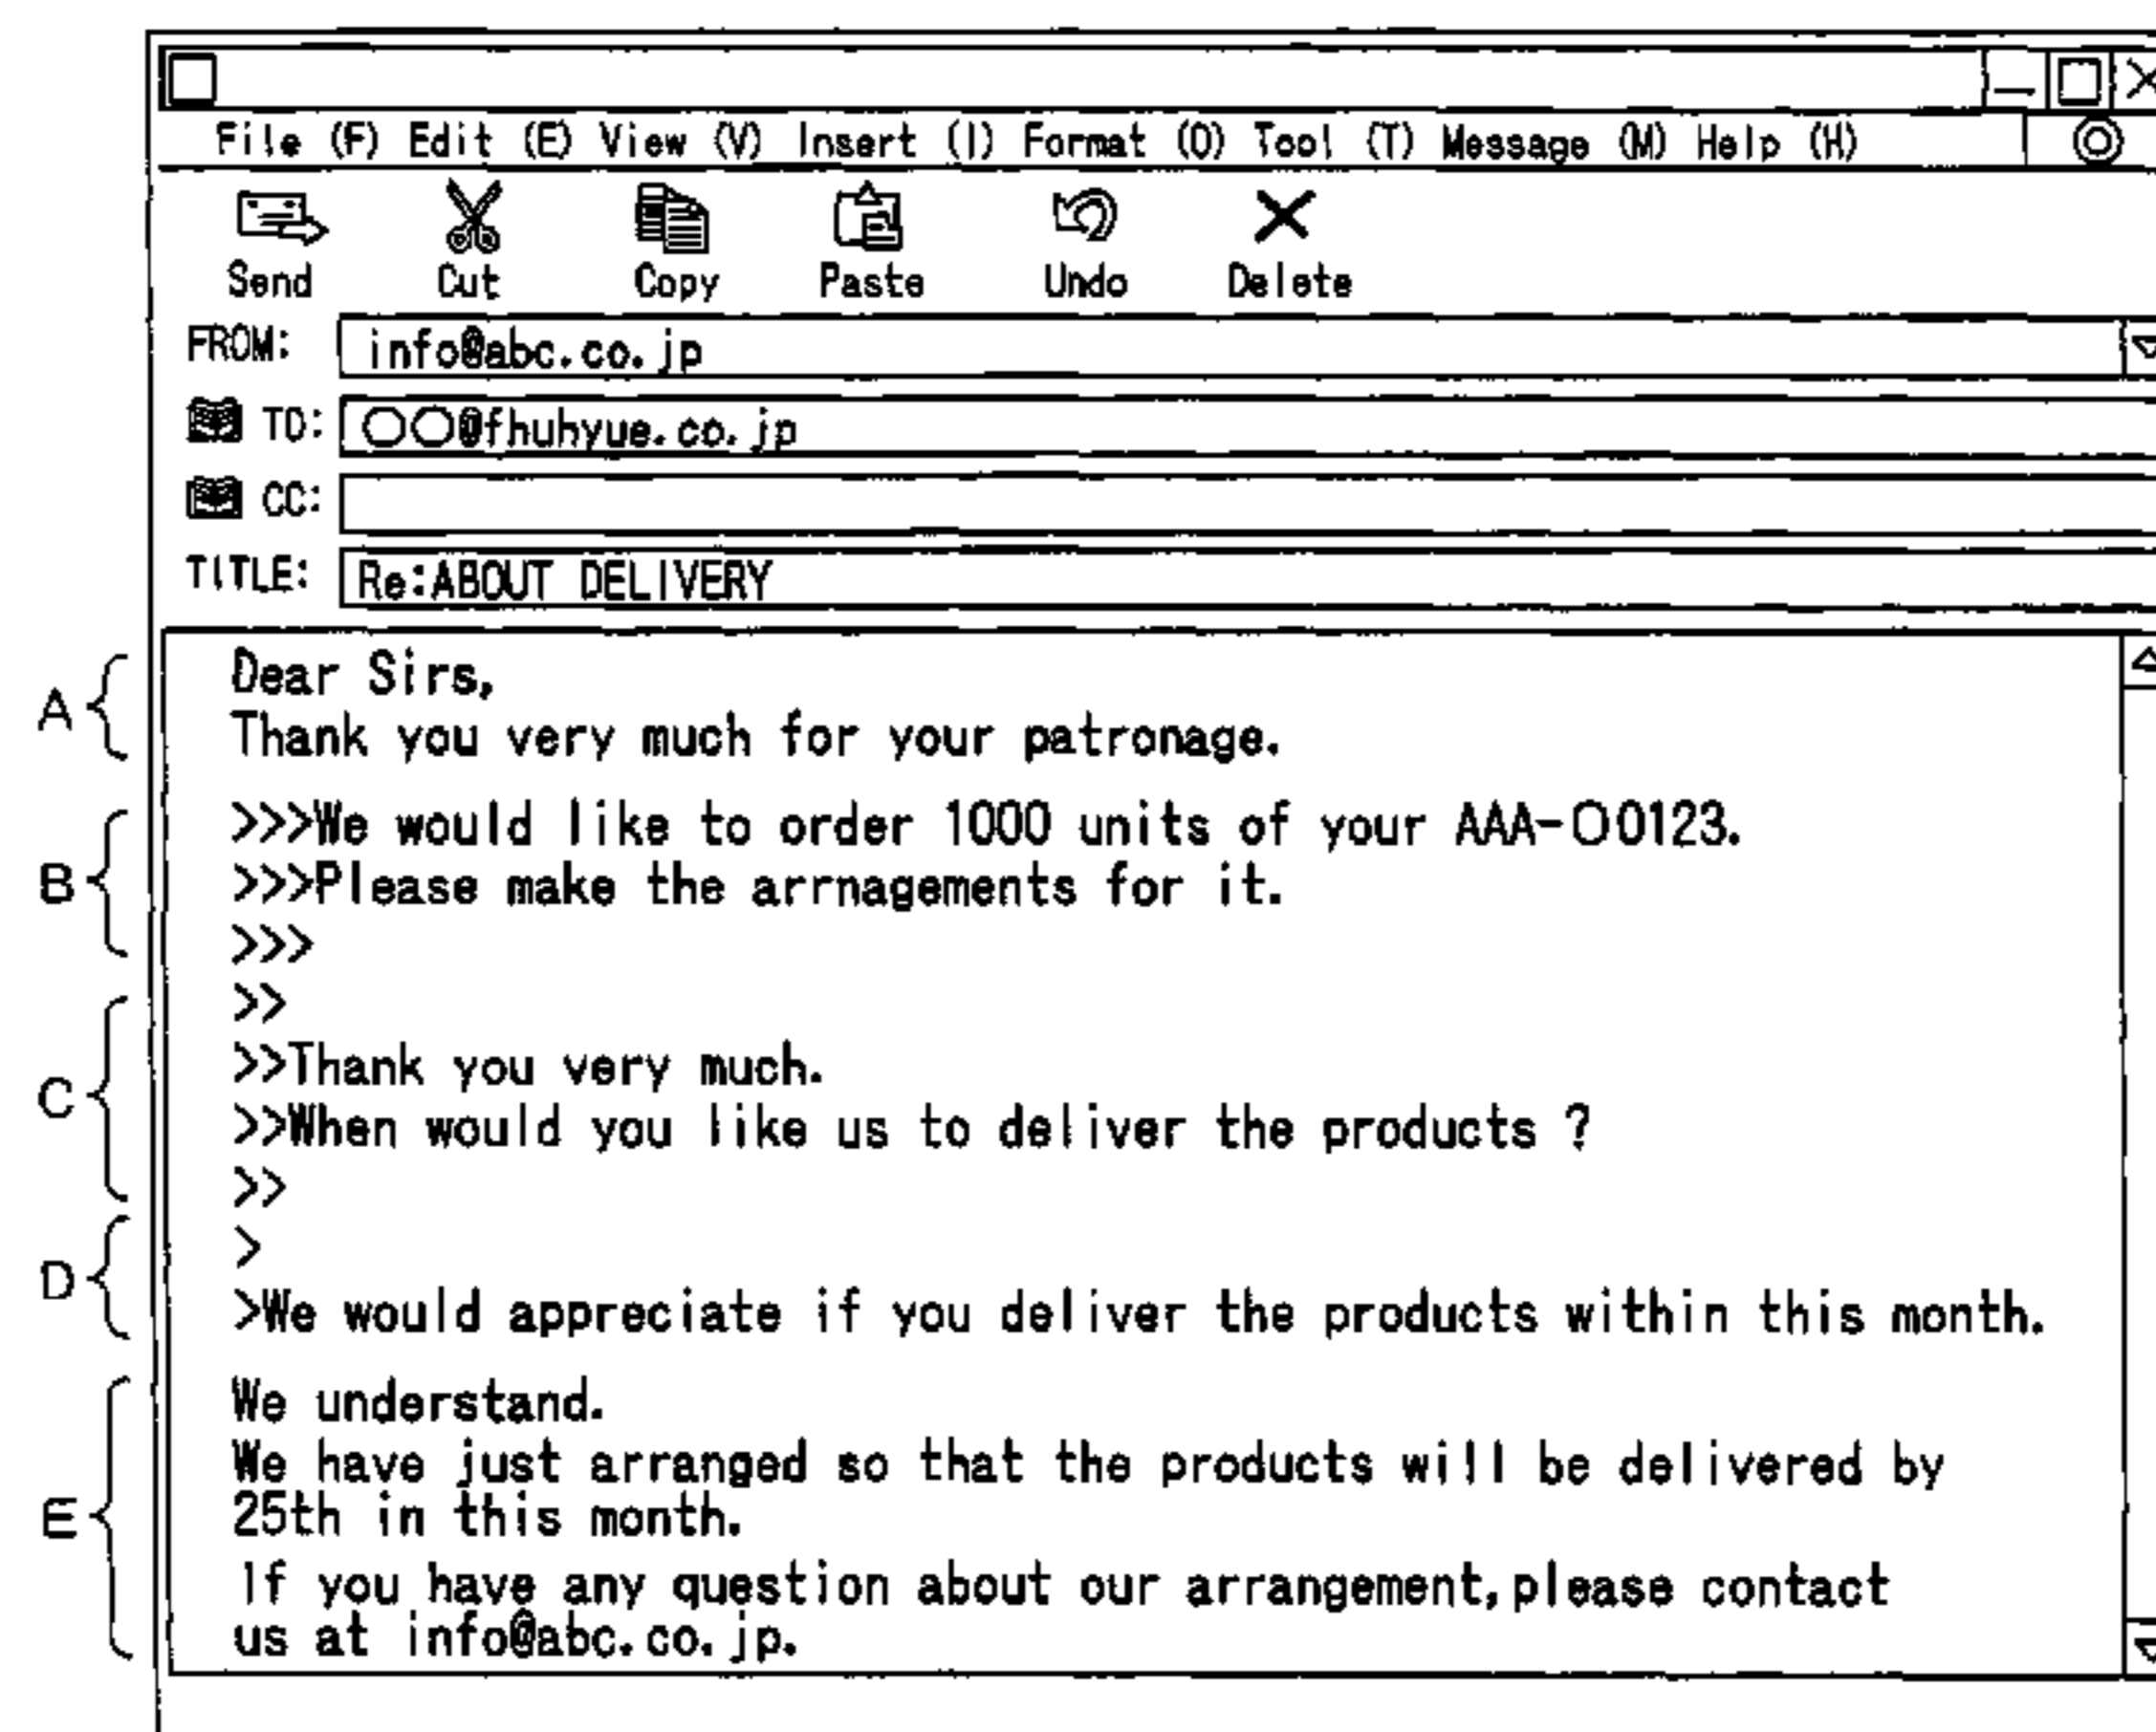 File (F) Edit (E) View (V) Insert (I) Format (O) Tool (T) Message (M) Help (H)
Send Cut Copy Paste Undo Delete
FROM: info@abc.co.jp
TO: ○○@fhuhyue.co.jp
CC:
TITLE: Re:ABOUT DELIVERY
A
Dear Sirs,
Thank you very much for your patronage.
B
>>>We would like to order 1000 units of your AAA-○0123.
>>>Please make the arrnagements for it.
>>>
C
>>
>>Thank you very much.
>>When would you like us to deliver the products ?
>>
D
>
>We would appreciate if you deliver the products within this month.
E
We understand.
We have just arranged so that the products will be delivered by
25th in this month.
If you have any question about our arrangement,please contact
us at info@abc.co.jp.